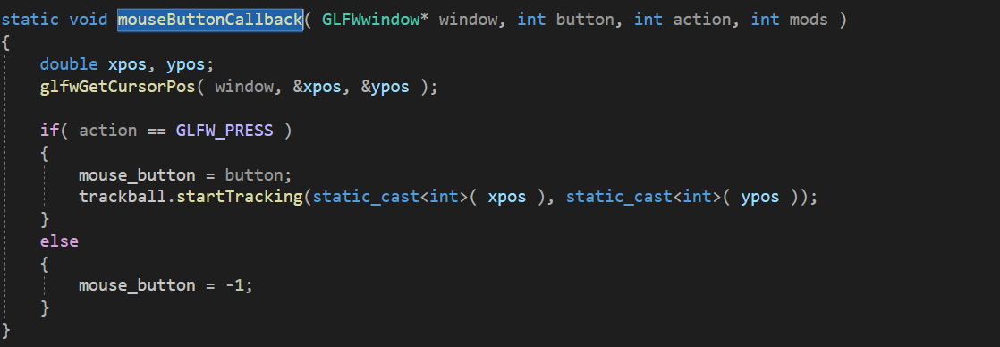 static void mouseButtonCallback( GLFWwindow* window, int button, int action, int mods )
{
    double xpos, ypos;
    glfwGetCursorPos( window, &xpos, &ypos );

    if( action == GLFW_PRESS )
    {
        mouse_button = button;
        trackball.startTracking(static_cast<int>( xpos ), static_cast<int>( ypos ));
    }
    else
    {
        mouse_button = -1;
    }
}